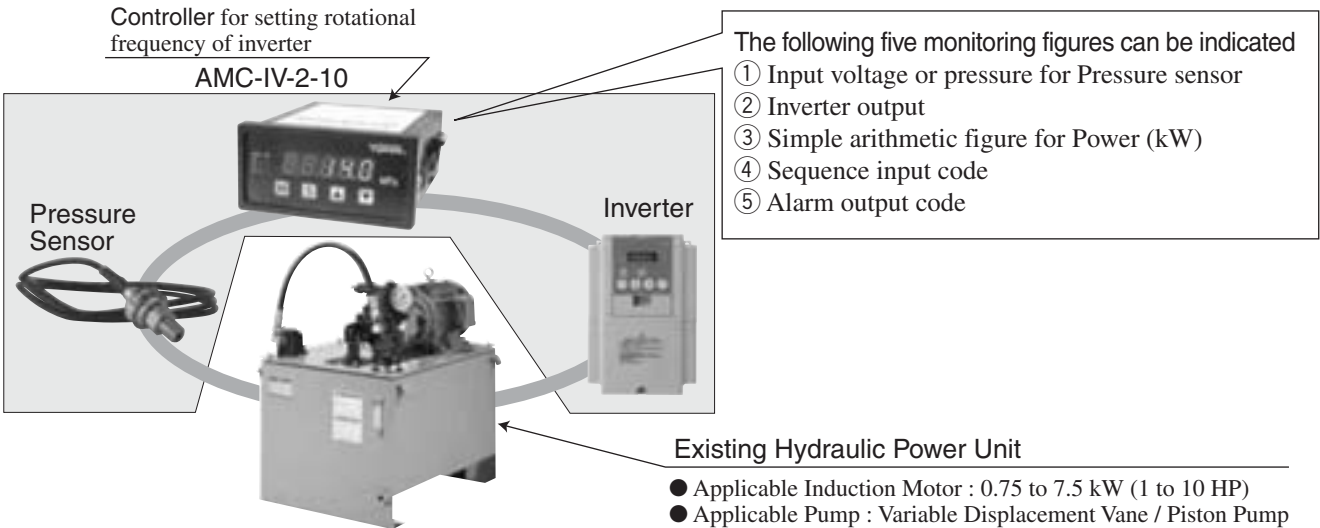 Controller for setting rotational
frequency of inverter
AMC-IV-2-10
The following five monitoring figures can be indicated
① Input voltage or pressure for Pressure sensor
② Inverter output
③ Simple arithmetic figure for Power (kW)
④ Sequence input code
⑤ Alarm output code
14.0
Pressure
Sensor
Inverter
Existing Hydraulic Power Unit
● Applicable Induction Motor : 0.75 to 7.5 kW (1 to 10 HP)
● Applicable Pump : Variable Displacement Vane / Piston Pump